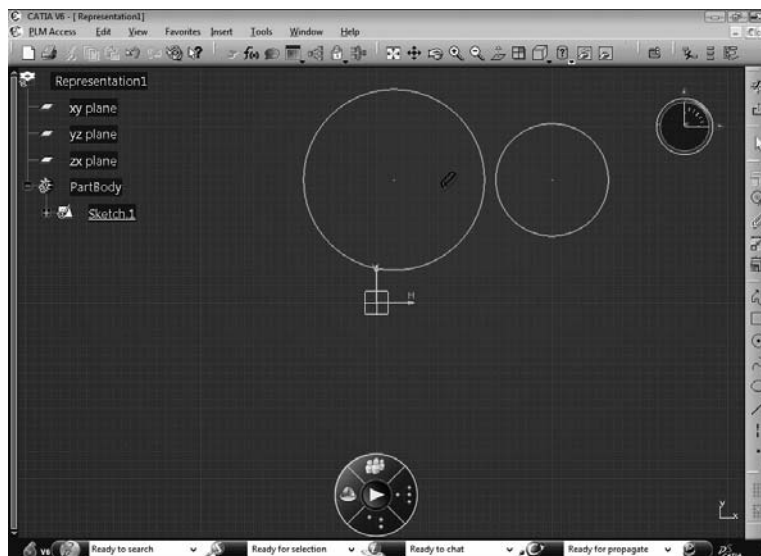 CATIA V6 - [Representation1]
PLM Access Edit View Favorites Insert Tools Window Help
Representation1
xy plane
yz plane
zx plane
PartBody
Sketch.1
H
V6 Ready to search Ready for selection Ready to chat Ready for propagate
y
x